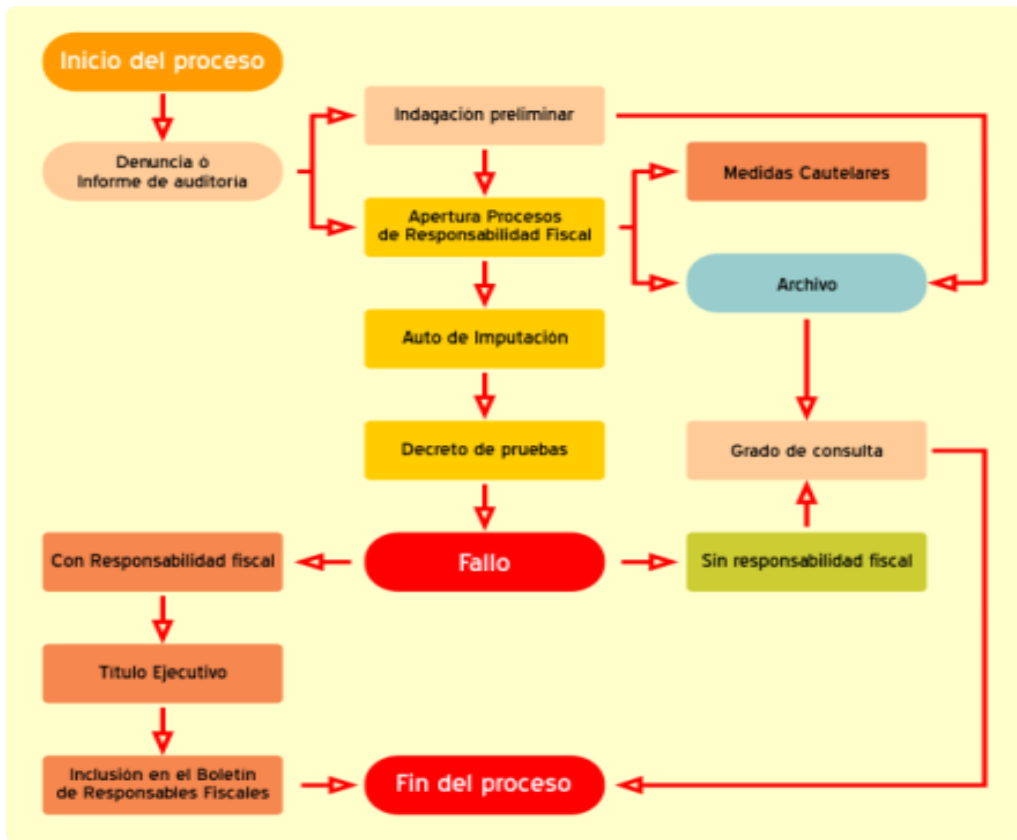 Inicio del proceso
Denuncia ó
Informe de auditoria
Indagación preliminar
Apertura Procesos
de Responsabilidad Fiscal
Medidas Cautelares
Archivo
Auto de Imputación
Decreto de pruebas
Grado de consulta
Con Responsabilidad fiscal
Fallo
Sin responsabilidad fiscal
Titulo Ejecutivo
Inclusión en el Boletín
de Responsables Fiscales
Fin del proceso